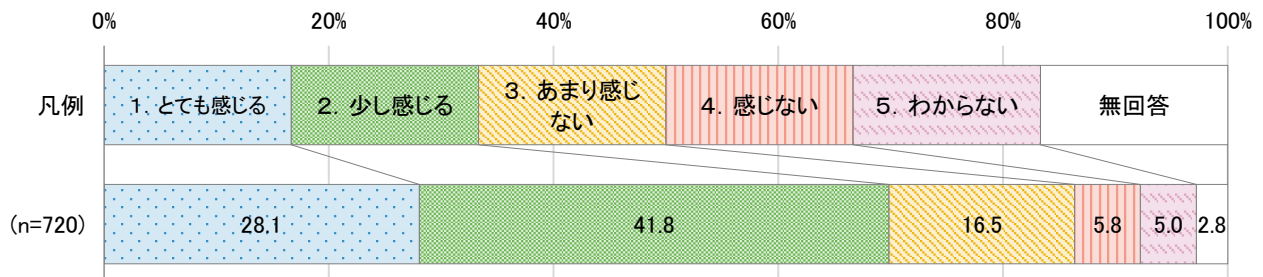 0% 20% 40% 60% 80% 100%
凡例 1．とても感じる 2．少し感じる 3．あまり感じ
ない 4．感じない 5．わからない 無回答
(n=720) 28.1 41.8 16.5 5.8 5.0 2.8